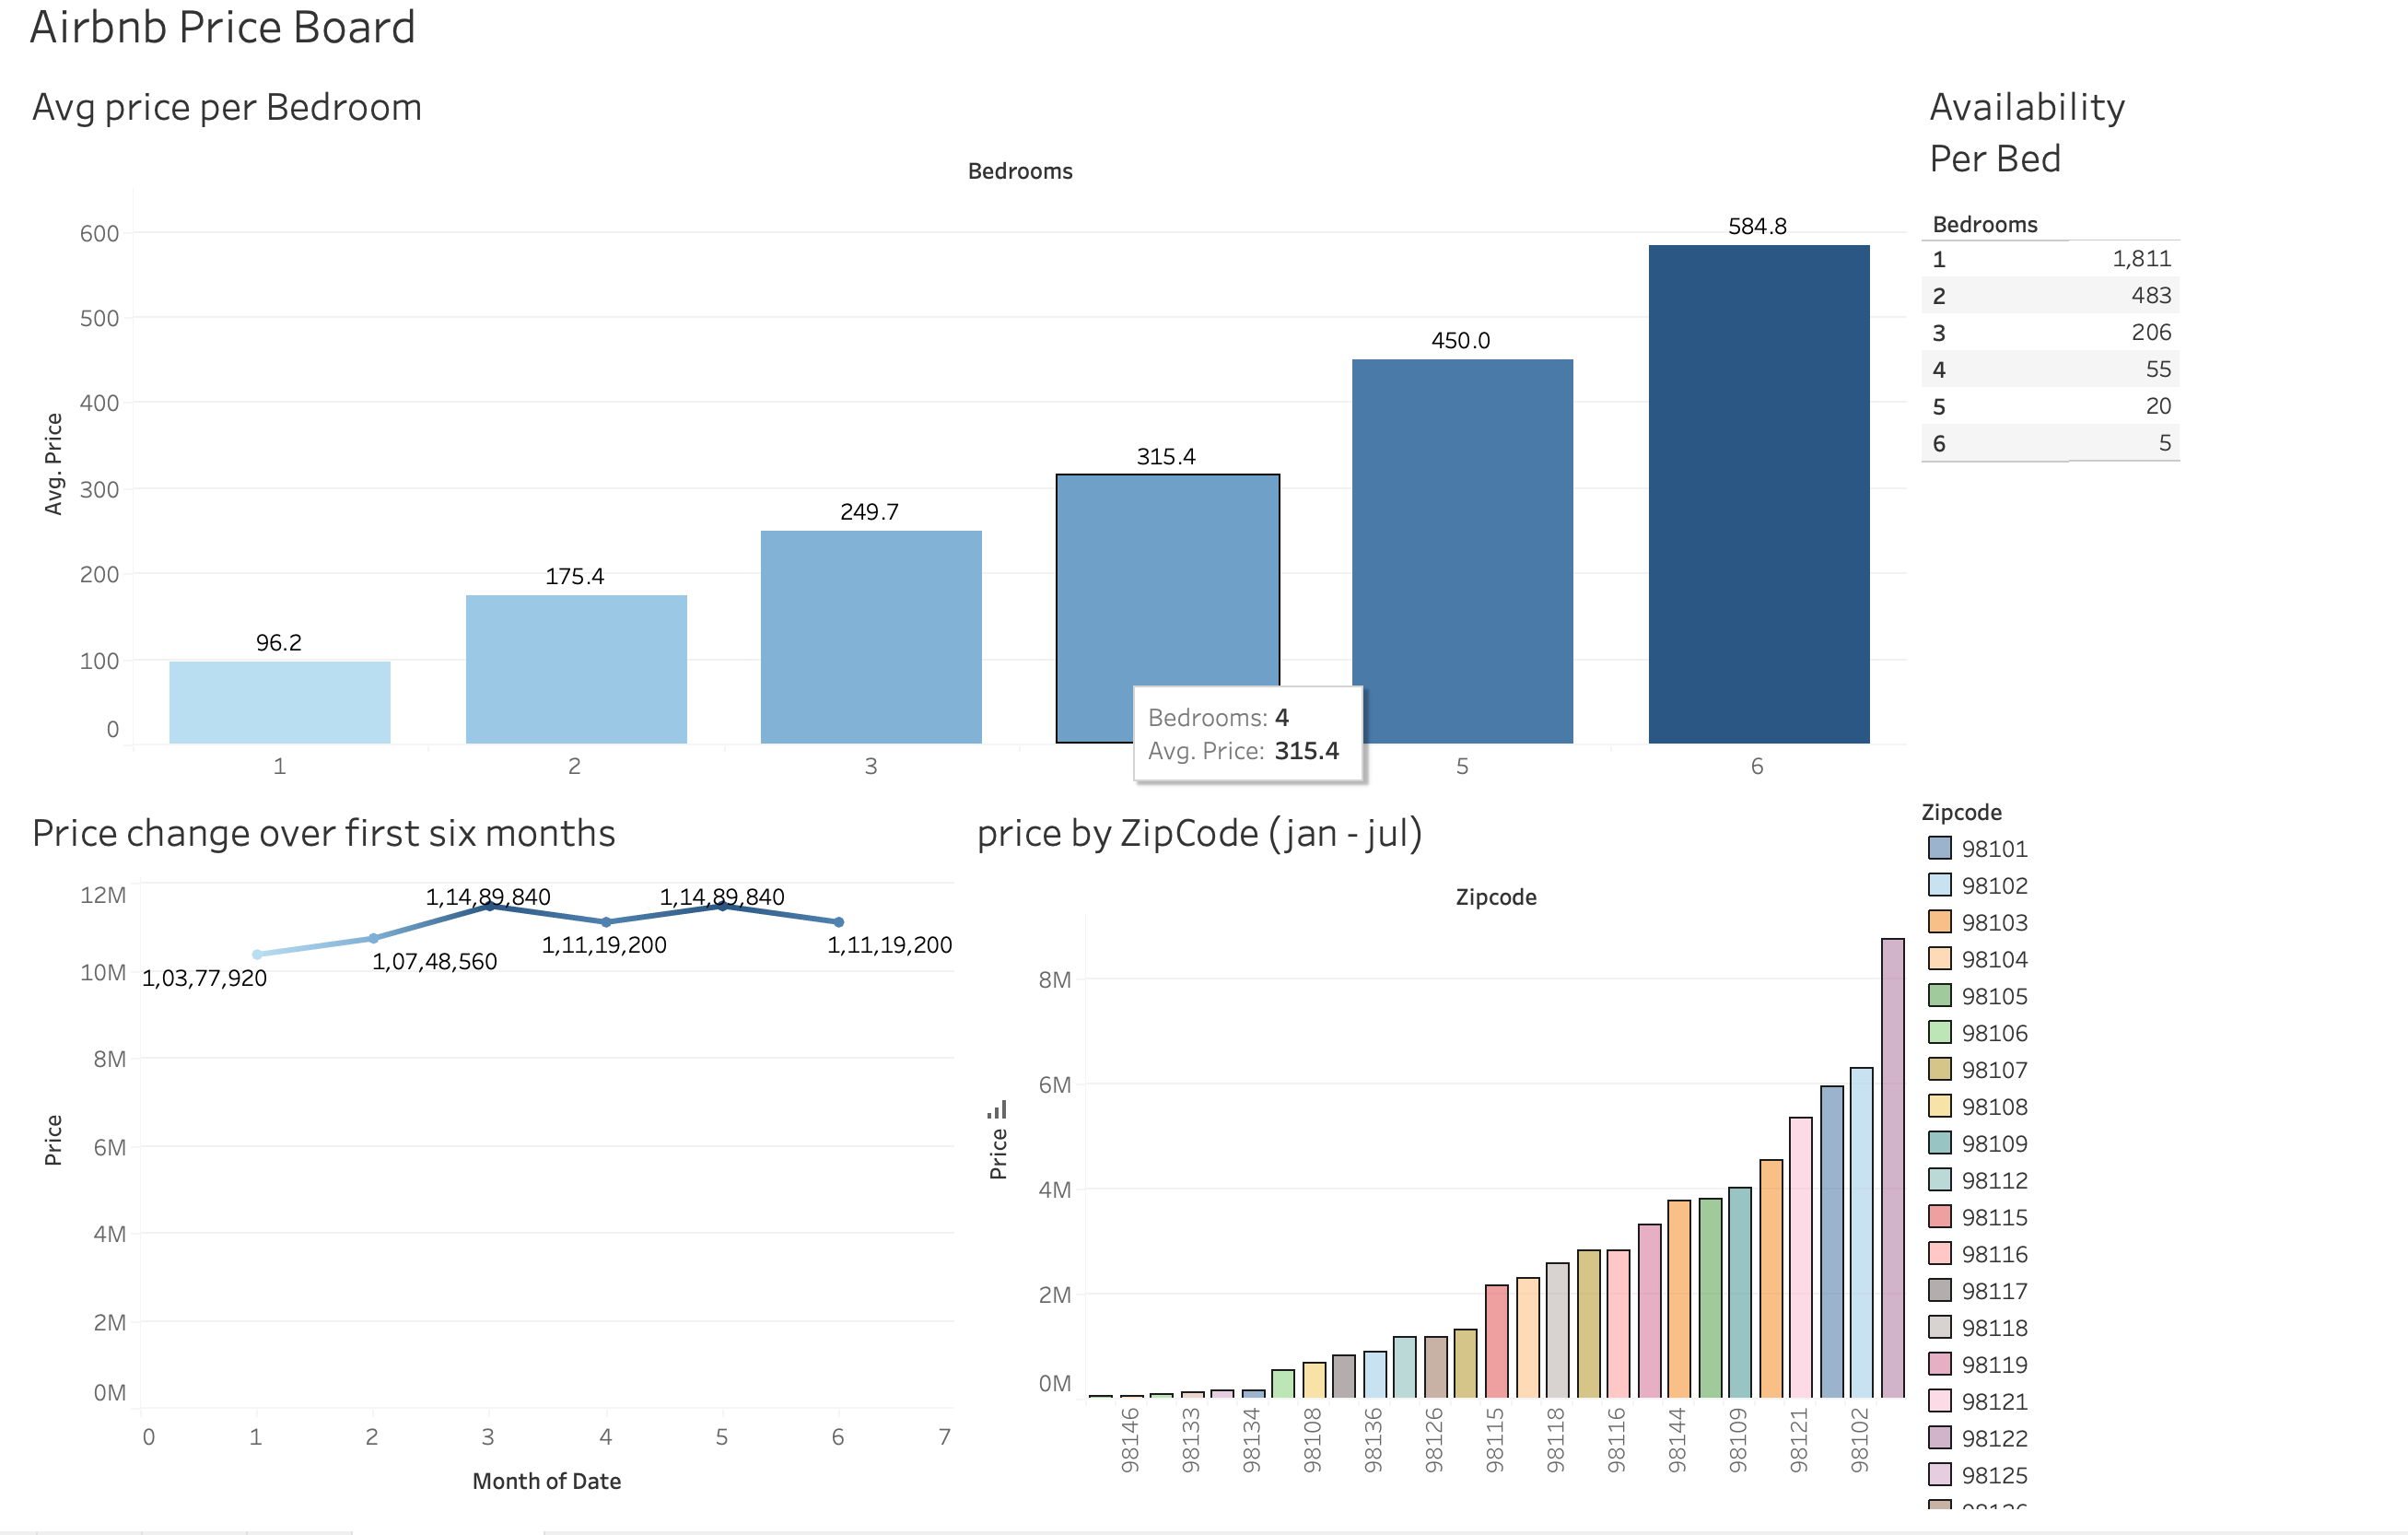 Airbnb Price Board
Avg price per Bedroom
Bedrooms
Avg. Price
600
500
400
300
200
100
0
96.2
175.4
249.7
315.4
450.0
584.8
1
2
3
5
6
Bedrooms: 4
Avg. Price: 315.4
Availability
Per Bed
Bedrooms
1 1,811
2 483
3 206
4 55
5 20
6 5
Price change over first six months
Price
12M
10M
8M
6M
4M
2M
0M
1,03,77,920
1,07,48,560
1,14,89,840
1,11,19,200
1,14,89,840
1,11,19,200
0 1 2 3 4 5 6 7
Month of Date
price by ZipCode (jan - jul)
Zipcode
Price
8M
6M
4M
2M
0M
98146
98133
98134
98108
98136
98126
98115
98118
98116
98144
98109
98121
98102
Zipcode
98101
98102
98103
98104
98105
98106
98107
98108
98109
98112
98115
98116
98117
98118
98119
98121
98122
98125